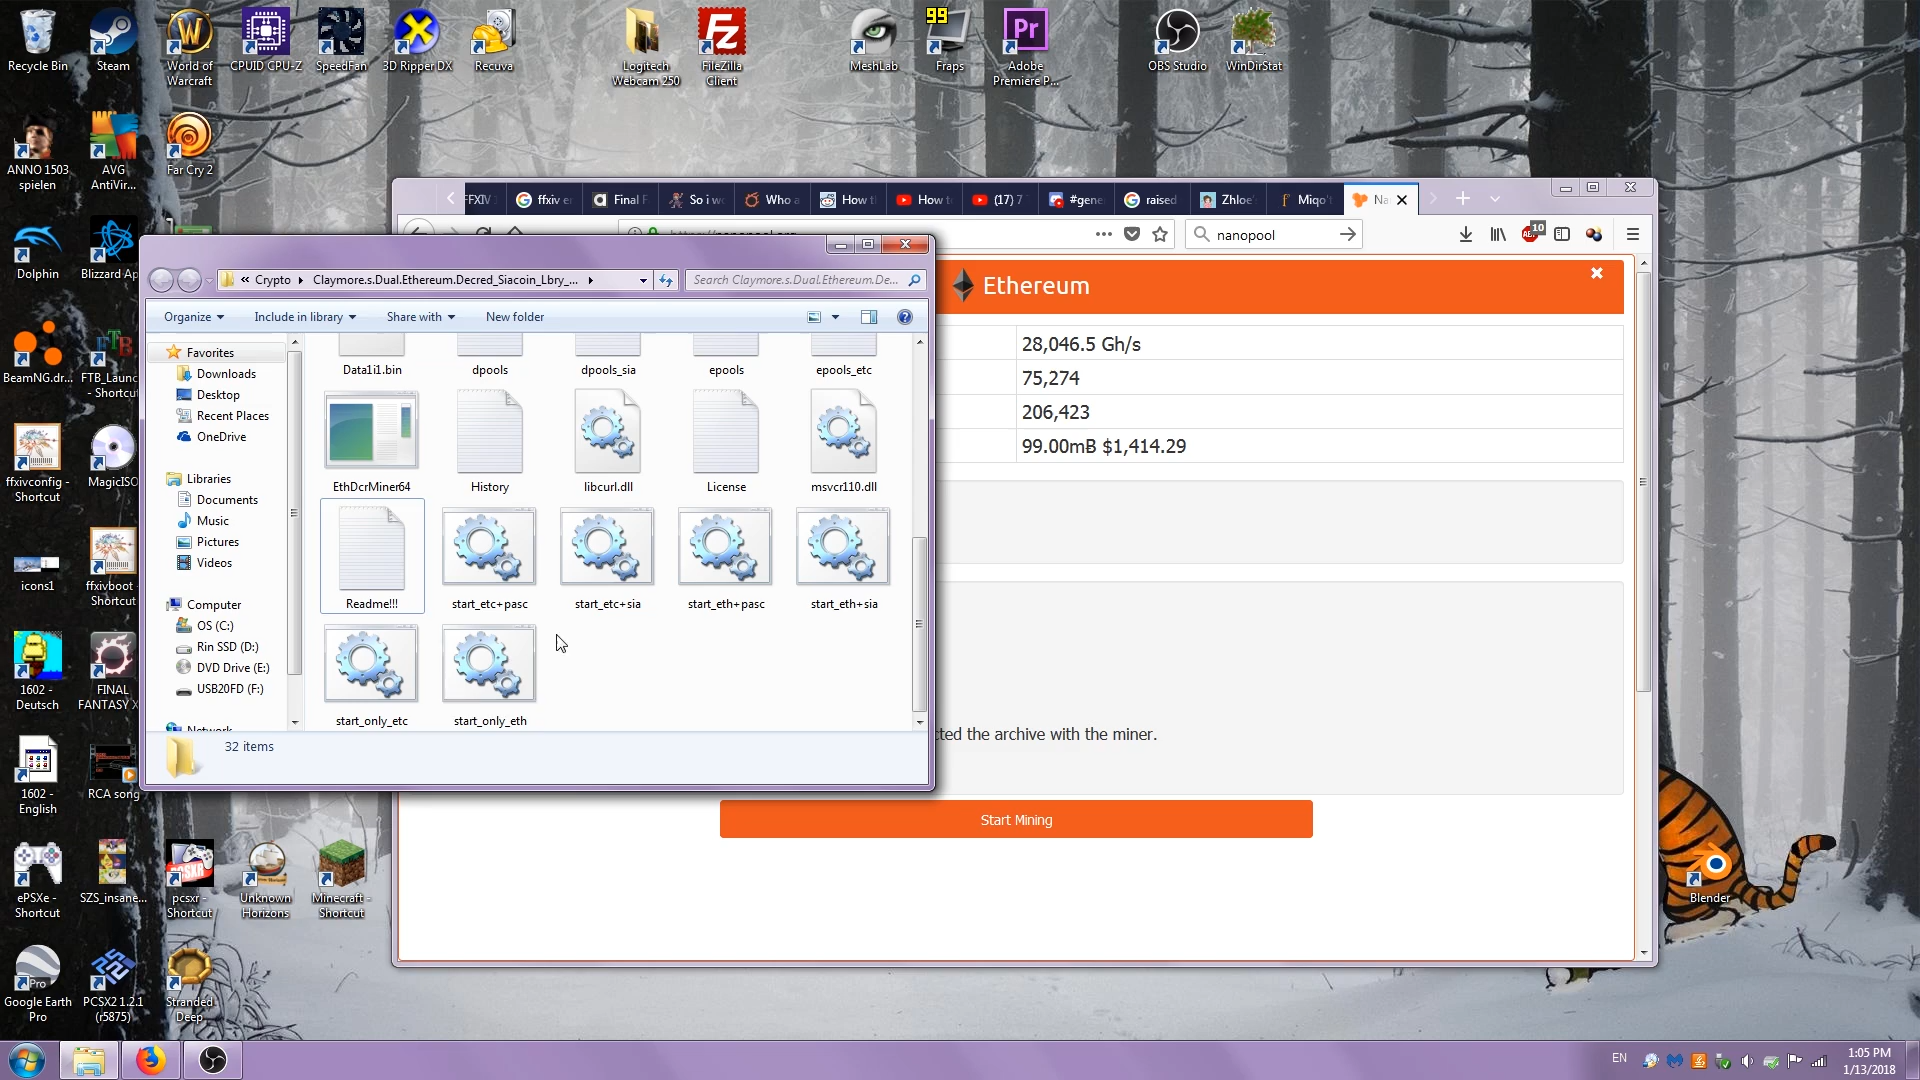 Recycle Bin
Steam
World of
Warcraft
CPUID CPU-Z
SpeedFan
3D Ripper DX
Recuva
Logitech
Webcam 250
FileZilla
Client
MeshLab
99
Fraps
Pr
Adobe
Premiere P...
OBS Studio
WinDirStat
ANNO 1503
spielen
AVG
AntiVir...
Far Cry 2
Dolphin
Blizzard Ap
BeamNG.dr...
FTB_Launc
- Shortcut
ffxivconfig -
Shortcut
MagicISO
icons1
ffxivboot
Shortcut
1602 -
Deutsch
FINAL
FANTASY X
1602 -
English
RCA song
ePSXe -
Shortcut
SZS_insane...
pcsxr -
Shortcut
Unknown
Horizons
Minecraft -
Shortcut
Google Earth
Pro
PCSX2 1.2.1
(r5875)
Stranded
Deep
Blender
FFXIV
ffxiv e
Final F
So i w
Who a
How t
How t
(17) 7
#gene
raised
Zhloe'
Miqo't
Na
nanopool
10
Ethereum
28,046.5 Gh/s
75,274
206,423
99.00mɃ $1,414.29
cted the archive with the miner.
Start Mining
« Crypto
Claymore.s.Dual.Ethereum.Decred_Siacoin_Lbry_...
Search Claymore.s.Dual.Ethereum.De...
Organize
Include in library
Share with
New folder
Favorites
Downloads
Desktop
Recent Places
OneDrive
Libraries
Documents
Music
Pictures
Videos
Computer
OS (C:)
Rin SSD (D:)
DVD Drive (E:)
USB20FD (F:)
Network
Data1i1.bin
dpools
dpools_sia
epools
epools_etc
EthDcrMiner64
History
libcurl.dll
License
msvcr110.dll
Readme!!!
start_etc+pasc
start_etc+sia
start_eth+pasc
start_eth+sia
start_only_etc
start_only_eth
32 items
EN
1:05 PM
1/13/2018